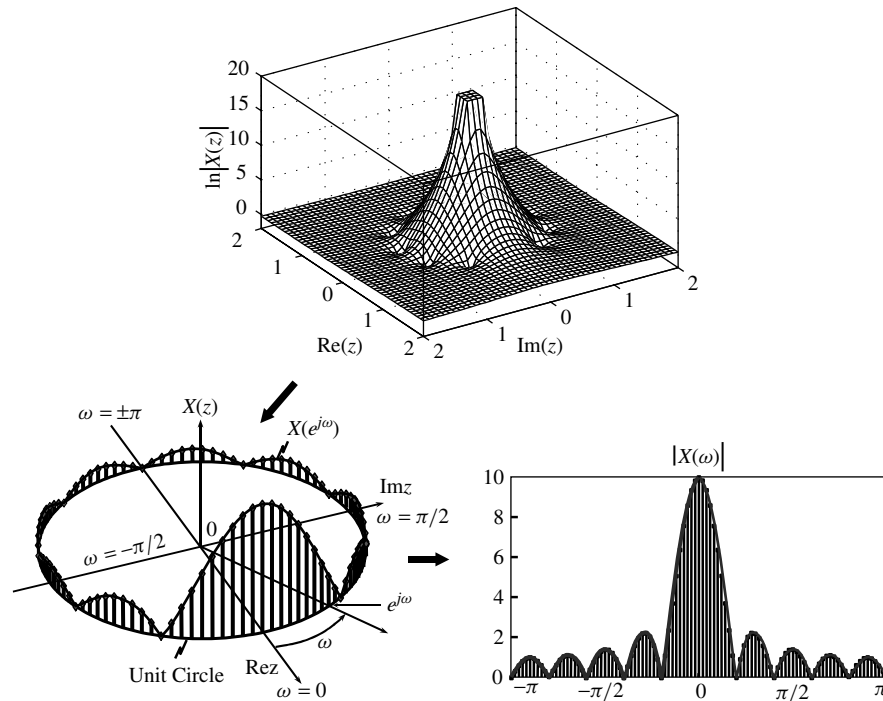 20
15
10
5
0
ln|X(z)|
2
1
0
1
2
Re(z)
2
1
0
1
2
Im(z)
ω = ±π
X(z)
X(e^{jω})
Imz
ω = π/2
0
ω = −π/2
e^{jω}
ω
Unit Circle
Rez
ω = 0
|X(ω)|
10
8
6
4
2
0
−π
−π/2
0
π/2
π